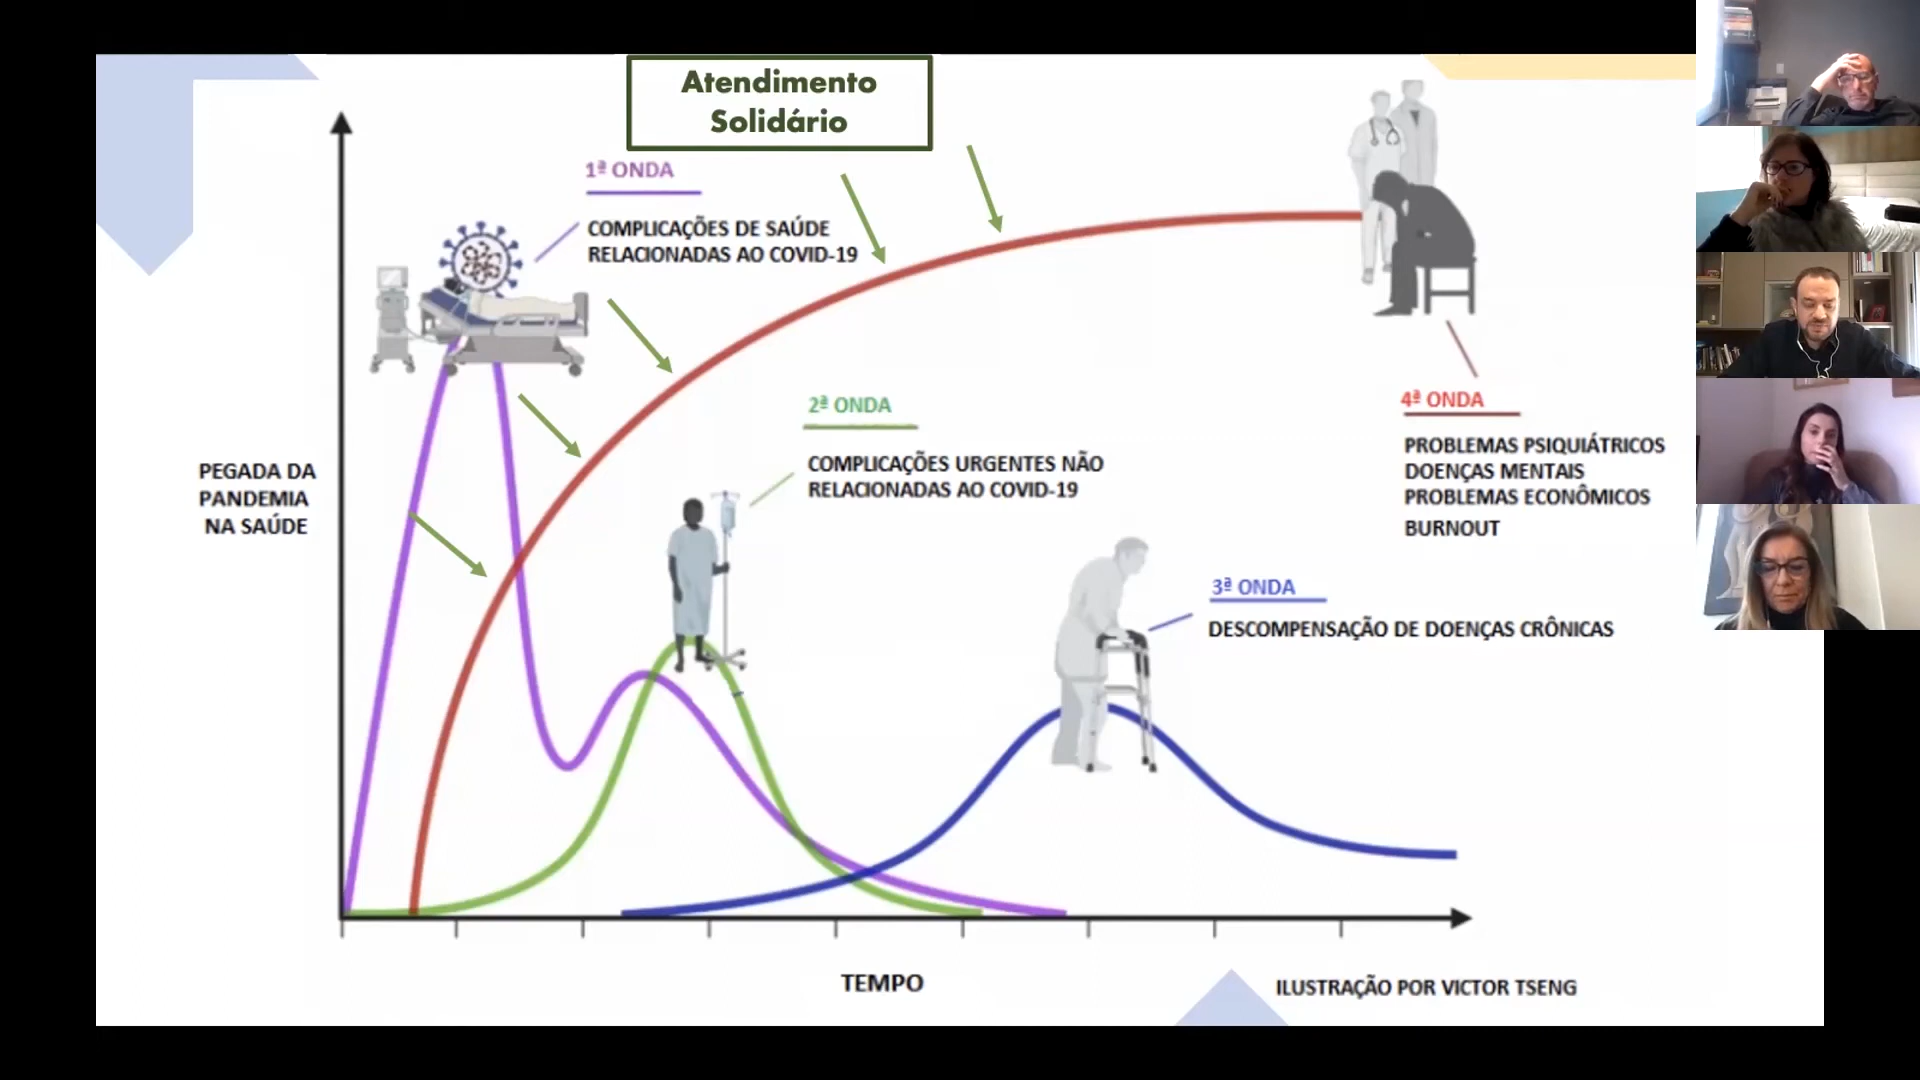 Atendimento
Solidário
1ª ONDA
COMPLICAÇÕES DE SAÚDE
RELACIONADAS AO COVID-19
2ª ONDA
COMPLICAÇÕES URGENTES NÃO
RELACIONADAS AO COVID-19
4ª ONDA
PROBLEMAS PSIQUIÁTRICOS
DOENÇAS MENTAIS
PROBLEMAS ECONÔMICOS
BURNOUT
PEGADA DA
PANDEMIA
NA SAÚDE
3ª ONDA
DESCOMPENSAÇÃO DE DOENÇAS CRÔNICAS
TEMPO
ILUSTRAÇÃO POR VICTOR TSENG